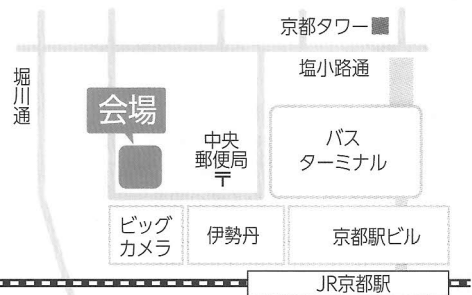 京都タワー
塩小路通
堀川通
会場
中央
郵便局
〒
バス
ターミナル
ビッグ
カメラ
伊勢丹
京都駅ビル
JR京都駅